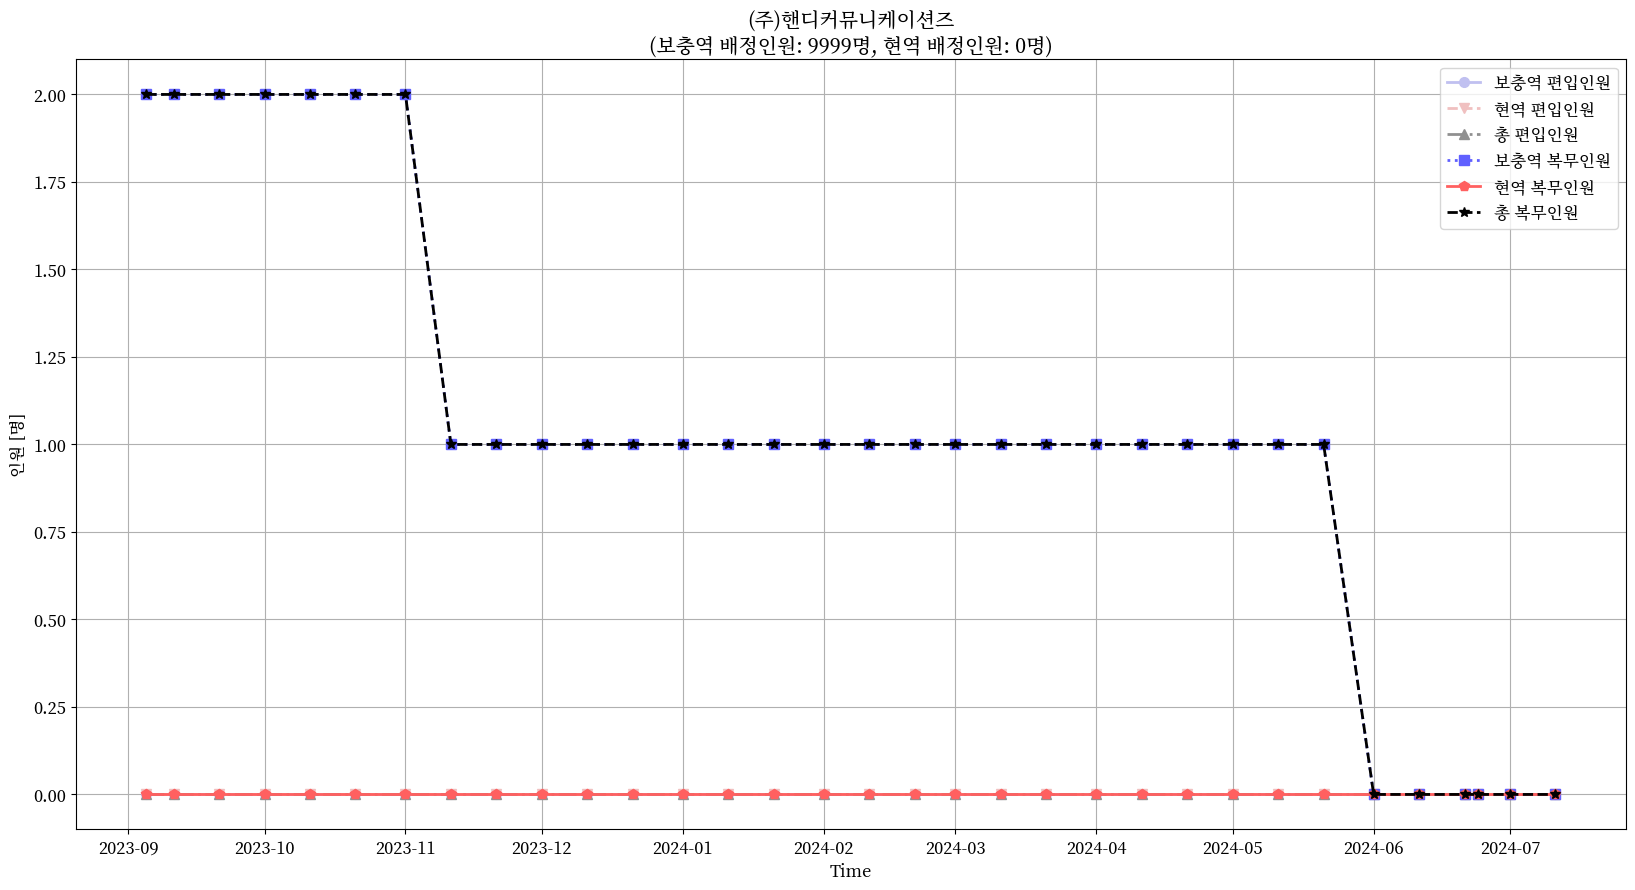 (주)핸디커뮤니케이션즈
(보충역 배정인원: 9999명, 현역 배정인원: 0명)
보충역 편입인원
현역 편입인원
총 편입인원
보충역 복무인원
현역 복무인원
총 복무인원
인원 [명]
2.00
1.75
1.50
1.25
1.00
0.75
0.50
0.25
0.00
2023-09 2023-10 2023-11 2023-12 2024-01 2024-02 2024-03 2024-04 2024-05 2024-06 2024-07
Time